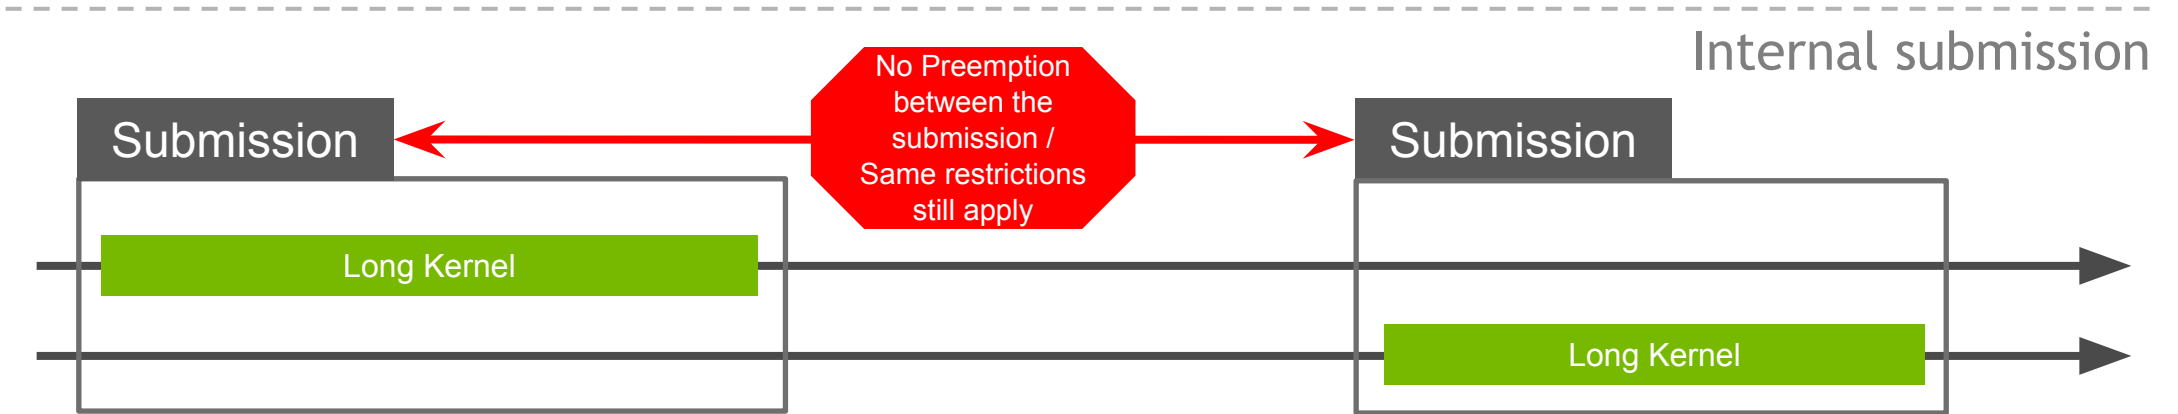 Internal submission
No Preemption
between the
submission /
Same restrictions
still apply
Submission
Submission
Long Kernel
Long Kernel